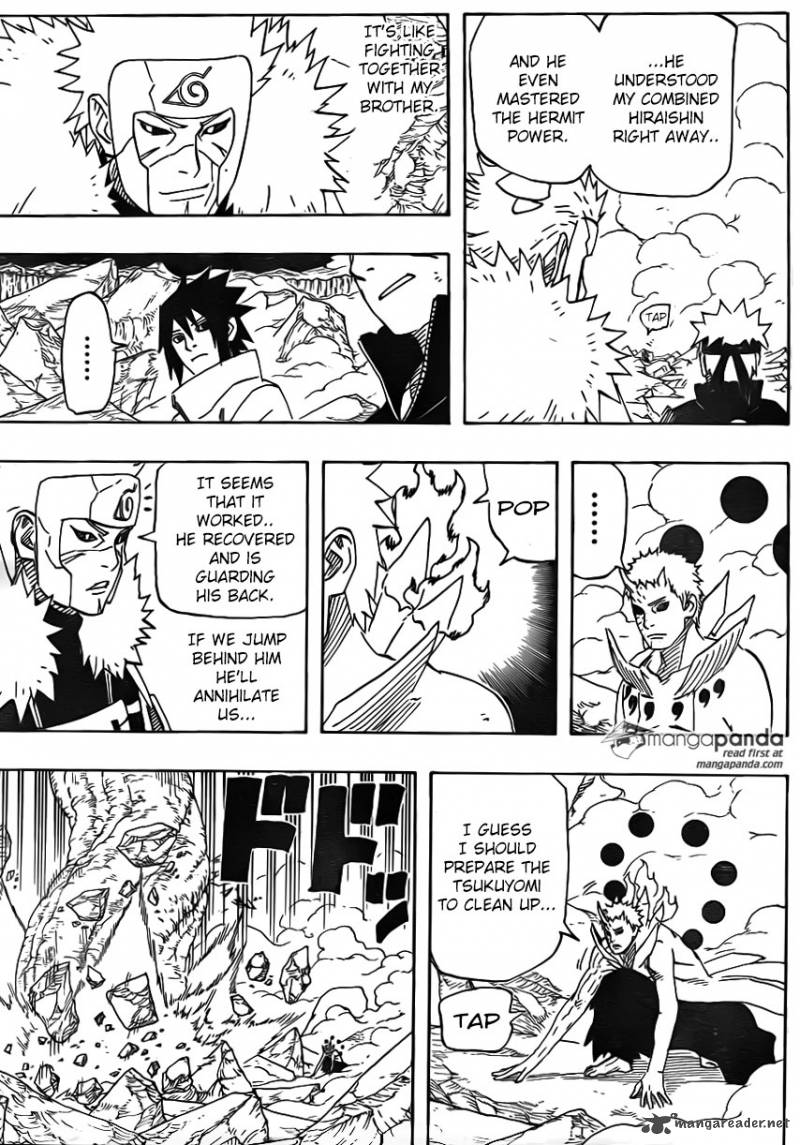 ...HE
UNDERSTOOD
MY COMBINED
HIRAISHIN
RIGHT AWAY..
AND HE
EVEN
MASTERED
THE HERMIT
POWER.
TAP
IT'S LIKE
FIGHTING
TOGETHER
WITH MY
BROTHER.
......
......
POP
IT SEEMS
THAT IT
WORKED..
HE RECOVERED
AND IS
GUARDING
HIS BACK.
IF WE JUMP
BEHIND HIM
HE'LL
ANNIHILATE
US...
mangapanda
read first at
mangapanda.com
I GUESS
I SHOULD
PREPARE THE
TSUKUYOMI
TO CLEAN UP...
TAP
ドドッ
mangareader.net